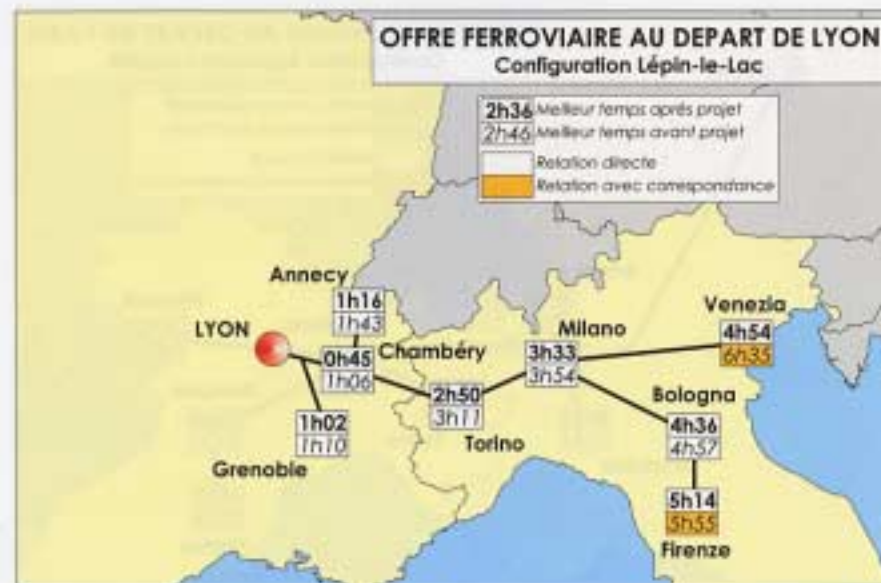 OFFRE FERROVIAIRE AU DEPART DE LYON
Configuration Lépin-le-Lac
2h36 Meilleur temps après projet
2h46 Meilleur temps avant projet
Relation directe
Relation avec correspondance
Annecy
1h16
1h43
LYON
0h45
1h06
Chambéry
1h02
1h10
Grenoble
2h50
3h11
Torino
Milano
3h33
3h54
Venezia
4h54
6h35
Bologna
4h36
4h57
5h14
5h55
Firenze